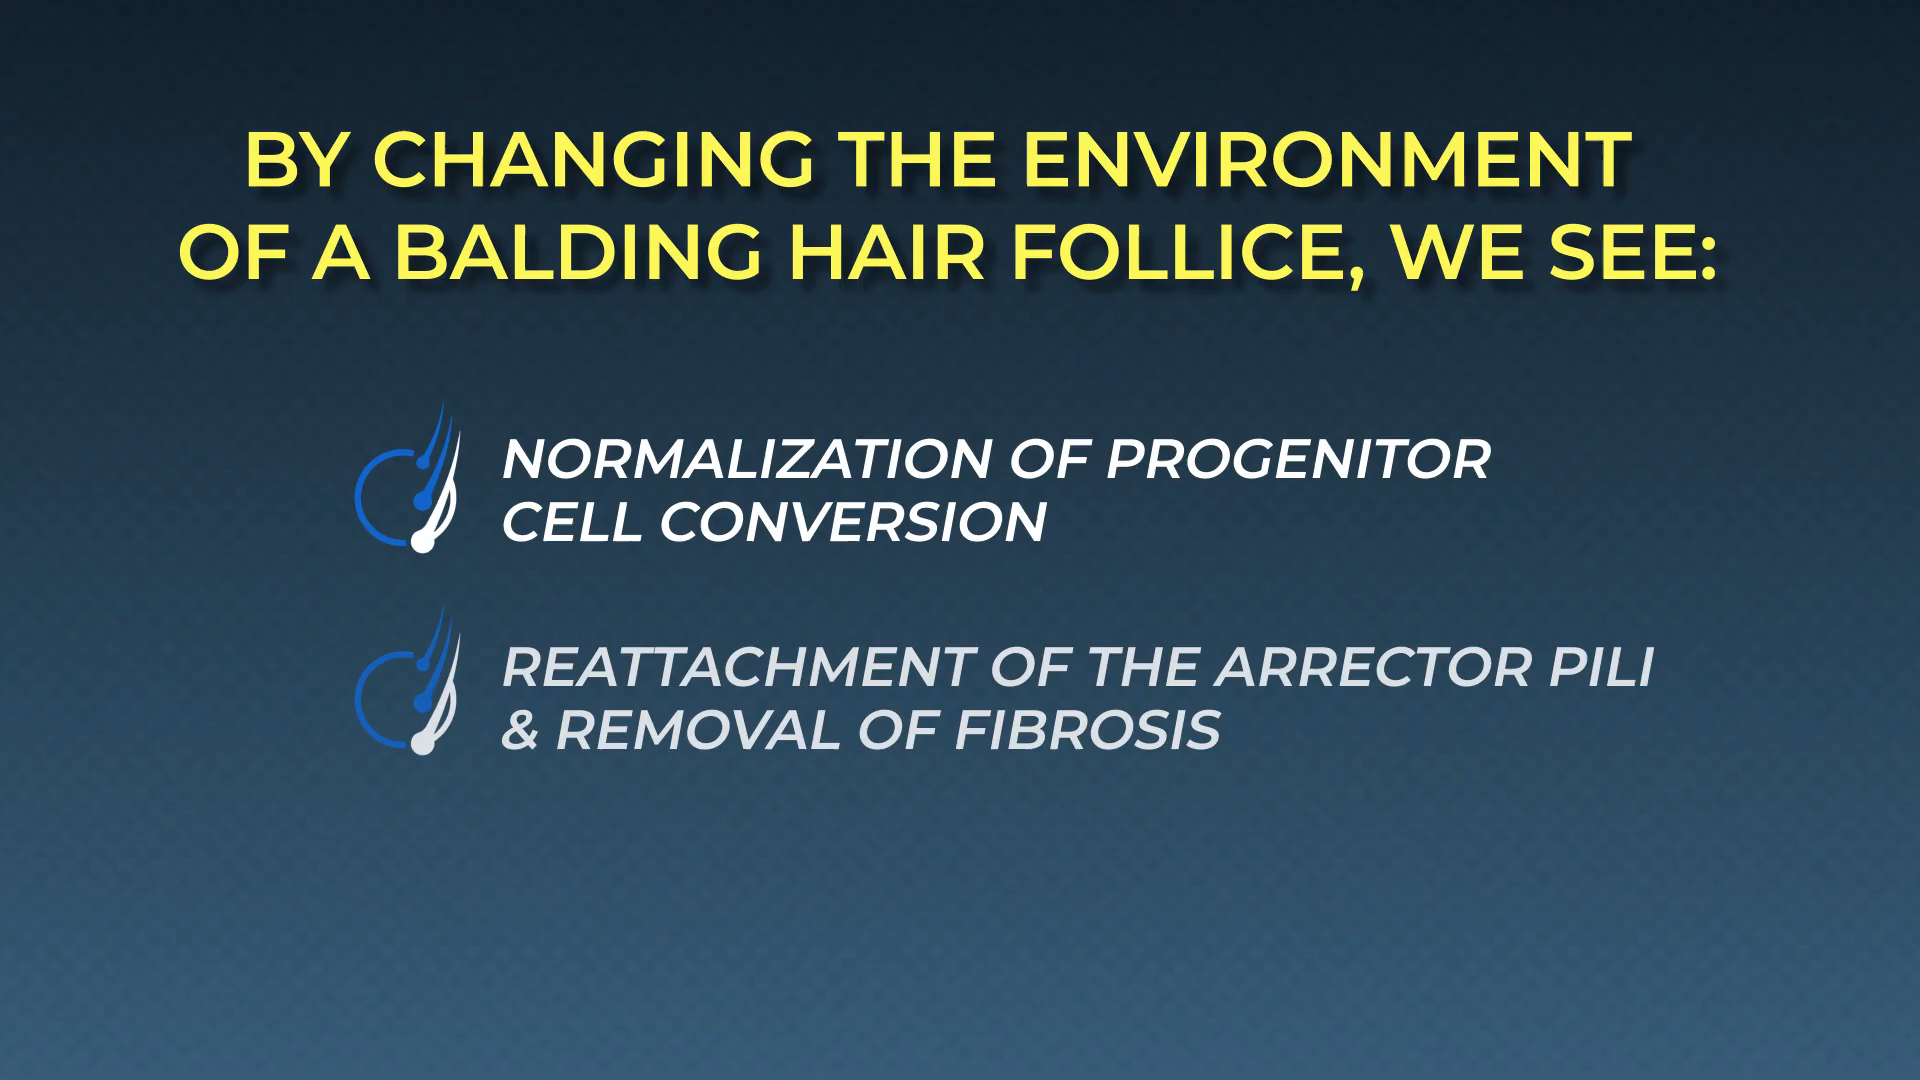 BY CHANGING THE ENVIRONMENT
OF A BALDING HAIR FOLLICE, WE SEE:
NORMALIZATION OF PROGENITOR
CELL CONVERSION
REATTACHMENT OF THE ARRECTOR PILI
& REMOVAL OF FIBROSIS